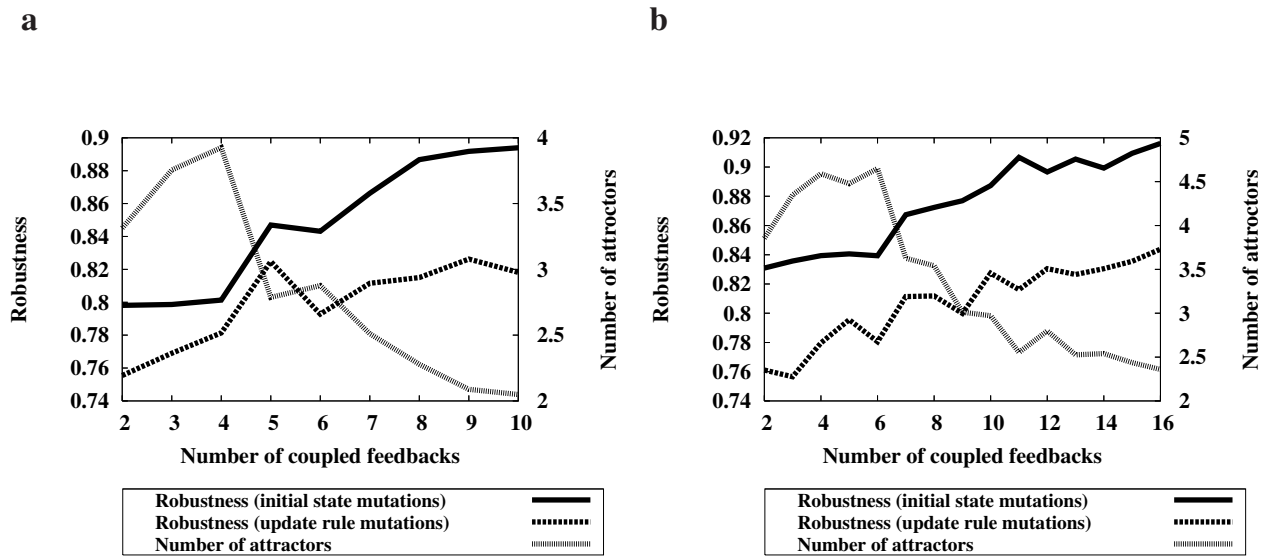 a
b
0.9
0.88
0.86
0.84
0.82
0.8
0.78
0.76
0.74
4
3.5
3
2.5
2
2 3 4 5 6 7 8 9 10
Robustness
Number of attroctors
Number of coupled feedbacks
Robustness (initial state mutations)
Robustness (update rule mutations)
Number of attractors
0.92
0.9
0.88
0.86
0.84
0.82
0.8
0.78
0.76
0.74
5
4.5
4
3.5
3
2.5
2
2 4 6 8 10 12 14 16
Robustness
Number of attroctors
Number of coupled feedbacks
Robustness (initial state mutations)
Robustness (update rule mutations)
Number of attractors